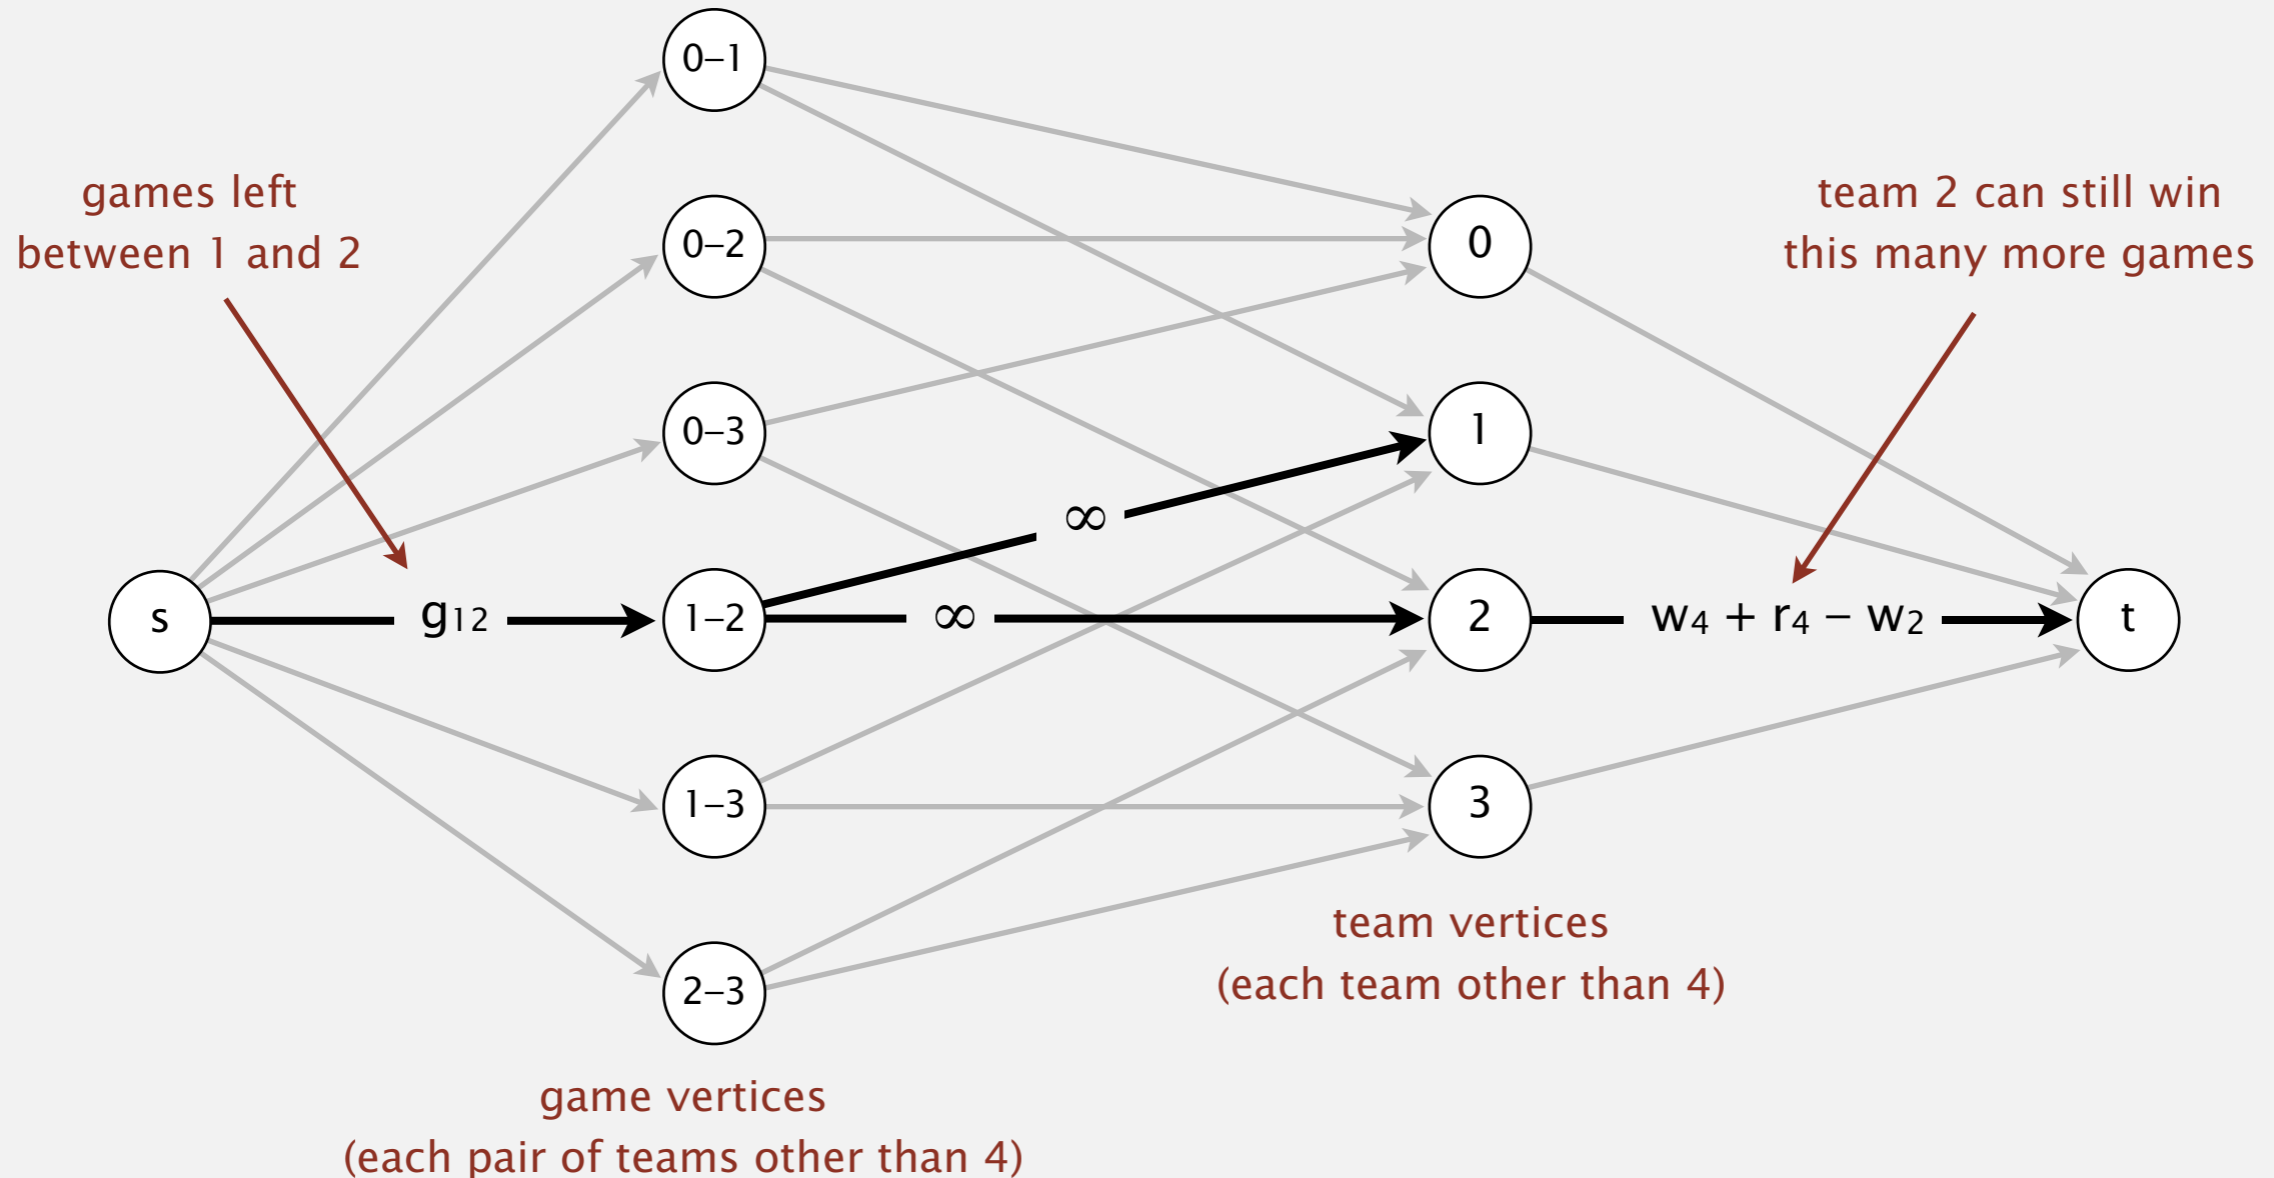 0–1
games left
between 1 and 2
team 2 can still win
this many more games
0–2
0
0–3
1
∞
s
g12
1–2
∞
2
w4 + r4 – w2
t
1–3
3
team vertices
(each team other than 4)
2–3
game vertices
(each pair of teams other than 4)